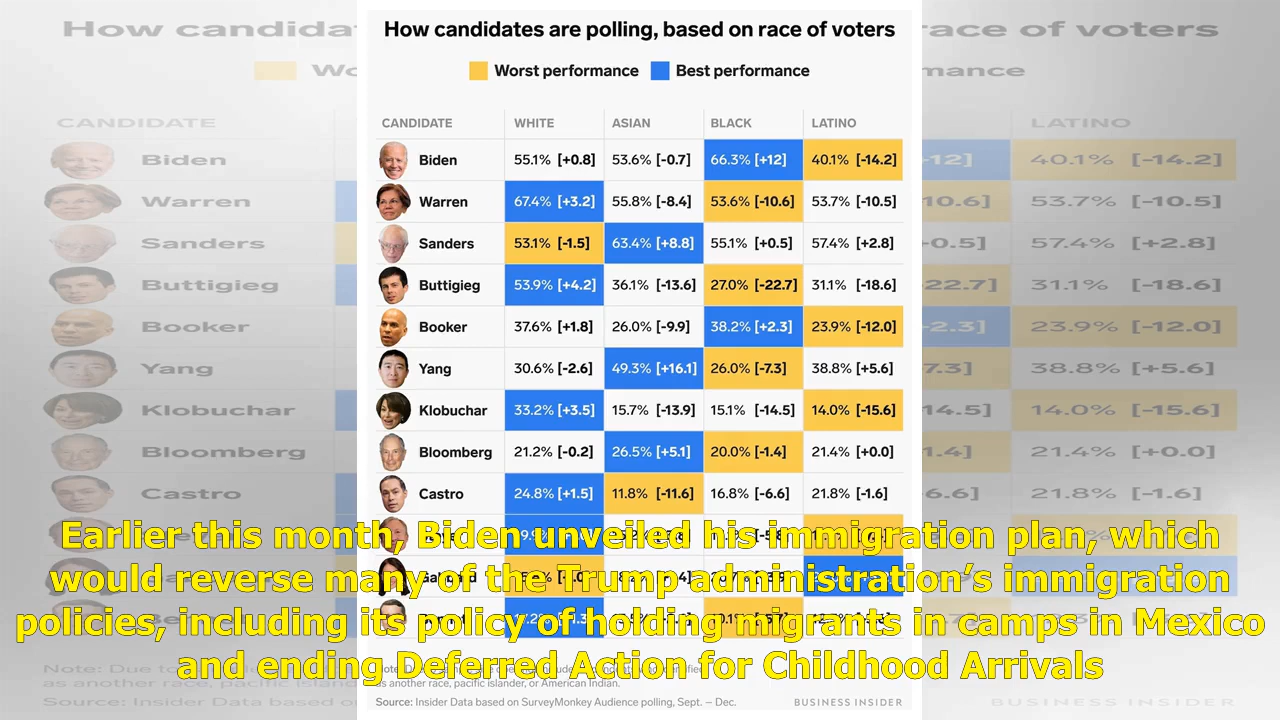 How candidates are polling, based on race of voters
Worst performance Best performance
CANDIDATE WHITE ASIAN BLACK LATINO
Biden 55.1% [+0.8] 53.6% [-0.7] 66.3% [+12] 40.1% [-14.2]
Warren 67.4% [+3.2] 55.8% [-8.4] 53.6% [-10.6] 53.7% [-10.5]
Sanders 53.1% [-1.5] 63.4% [+8.8] 55.1% [+0.5] 57.4% [+2.8]
Buttigieg 53.9% [+4.2] 36.1% [-13.6] 27.0% [-22.7] 31.1% [-18.6]
Booker 37.6% [+1.8] 26.0% [-9.9] 38.2% [+2.3] 23.9% [-12.0]
Yang 30.6% [-2.6] 49.3% [+16.1] 26.0% [-7.3] 38.8% [+5.6]
Klobuchar 33.2% [+3.5] 15.7% [-13.9] 15.1% [-14.5] 14.0% [-15.6]
Bloomberg 21.2% [-0.2] 26.5% [+5.1] 20.0% [-1.4] 21.4% [+0.0]
Castro 24.8% [+1.5] 11.8% [-11.6] 16.8% [-6.6] 21.8% [-1.6]
Earlier this month, Biden unveiled his immigration plan, which
would reverse many of the Trump administration’s immigration
policies, including its policy of holding migrants in camps in Mexico
and ending Deferred Action for Childhood Arrivals
as another race, pacific islander, or American Indian.
Source: Insider Data based on SurveyMonkey Audience polling, Sept. – Dec. BUSINESS INSIDER